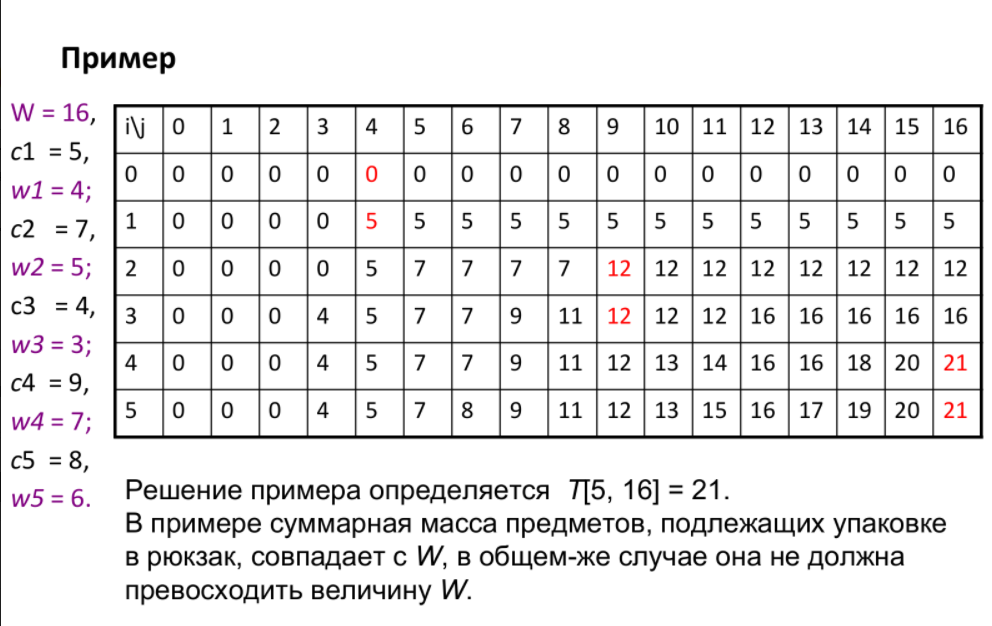 Пример
W = 16,
c1 = 5,
w1 = 4;
c2 = 7,
w2 = 5;
c3 = 4,
w3 = 3;
c4 = 9,
w4 = 7;
c5 = 8,
w5 = 6.
i\j 0 1 2 3 4 5 6 7 8 9 10 11 12 13 14 15 16
0 0 0 0 0 0 0 0 0 0 0 0 0 0 0 0 0 0
1 0 0 0 0 5 5 5 5 5 5 5 5 5 5 5 5 5
2 0 0 0 0 5 7 7 7 7 12 12 12 12 12 12 12 12
3 0 0 0 4 5 7 7 9 11 12 12 12 16 16 16 16 16
4 0 0 0 4 5 7 7 9 11 12 13 14 16 16 18 20 21
5 0 0 0 4 5 7 8 9 11 12 13 15 16 17 19 20 21
Решение примера определяется T[5, 16] = 21.
В примере суммарная масса предметов, подлежащих упаковке
в рюкзак, совпадает с W, в общем-же случае она не должна
превосходить величину W.